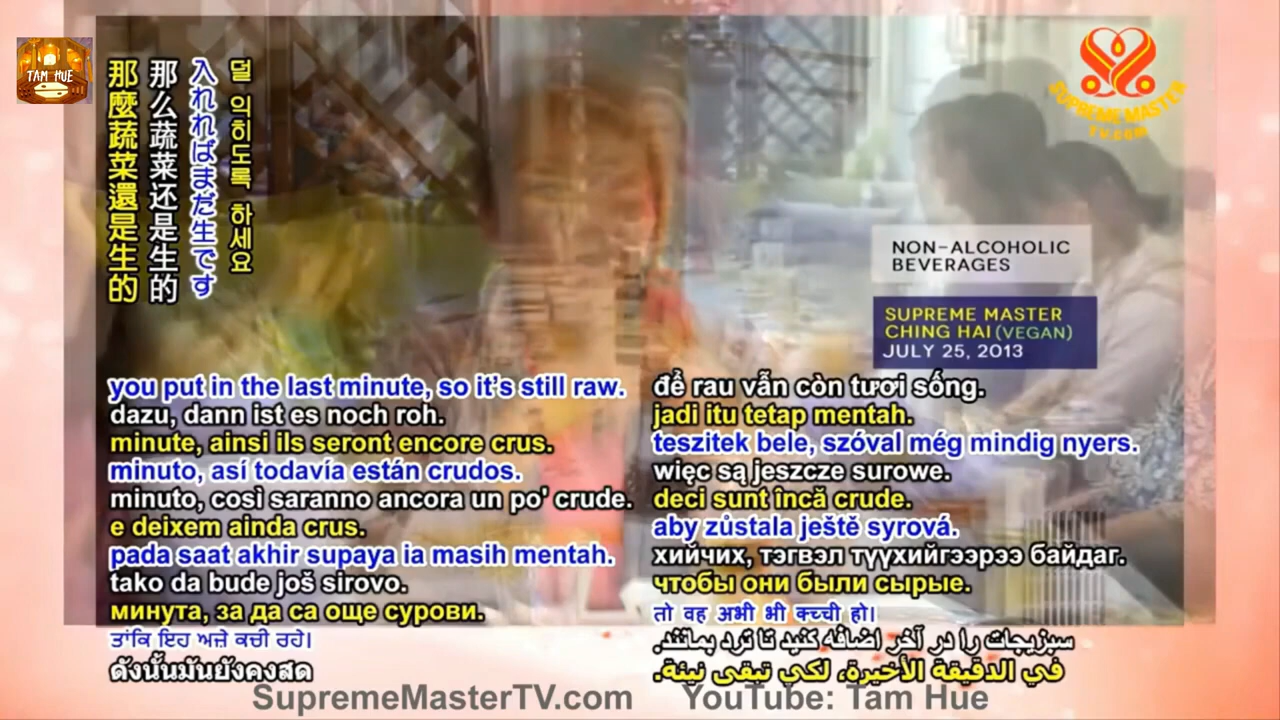 TAM HUE
SUPREME MASTER
TV.COM
덜 익히도록 하세요
入れればまだ生です
那么蔬菜还是生的
那麼蔬菜還是生的
NON-ALCOHOLIC
BEVERAGES
SUPREME MASTER
CHING HAI (VEGAN)
JULY 25, 2013
you put in the last minute, so it's still raw.
dazu, dann ist es noch roh.
minute, ainsi ils seront encore crus.
minuto, así todavía están crudos.
minuto, così saranno ancora un po' crude.
e deixem ainda crus.
pada saat akhir supaya ia masih mentah.
tako da bude još sirovo.
минута, за да са още сурови.
ਤਾਂਕਿ ਇਹ ਅਜੇ ਕਚੀ ਰਹੇ।
ดังนั้นมันยังคงสด
để rau vẫn còn tươi sống.
jadi itu tetap mentah.
teszitek bele, szóval még mindig nyers.
więc są jeszcze surowe.
deci sunt încă crude.
aby zůstala ještě syrová.
хийчих, тэгвэл түүхийгээрээ байдаг.
чтобы они были сырые.
तो वह अभी भी कच्ची हो।
سبزیجات را در آخر اضافه کنید تا ترد بمانند.
في الدقيقة الأخيرة، لكي تبقى نيئة.
SupremeMasterTV.com
YouTube: Tâm Huệ